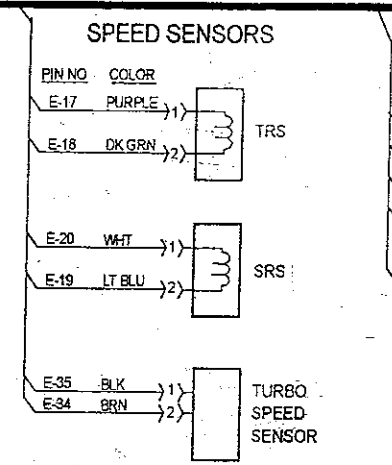 SPEED SENSORS
PIN NO COLOR
E-17 PURPLE 1 TRS
E-18 DK GRN 2
E-20 WHT 1 SRS
E-19 LT BLU 2
E-35 BLK 1 TURBO
E-34 BRN 2 SPEED
SENSOR